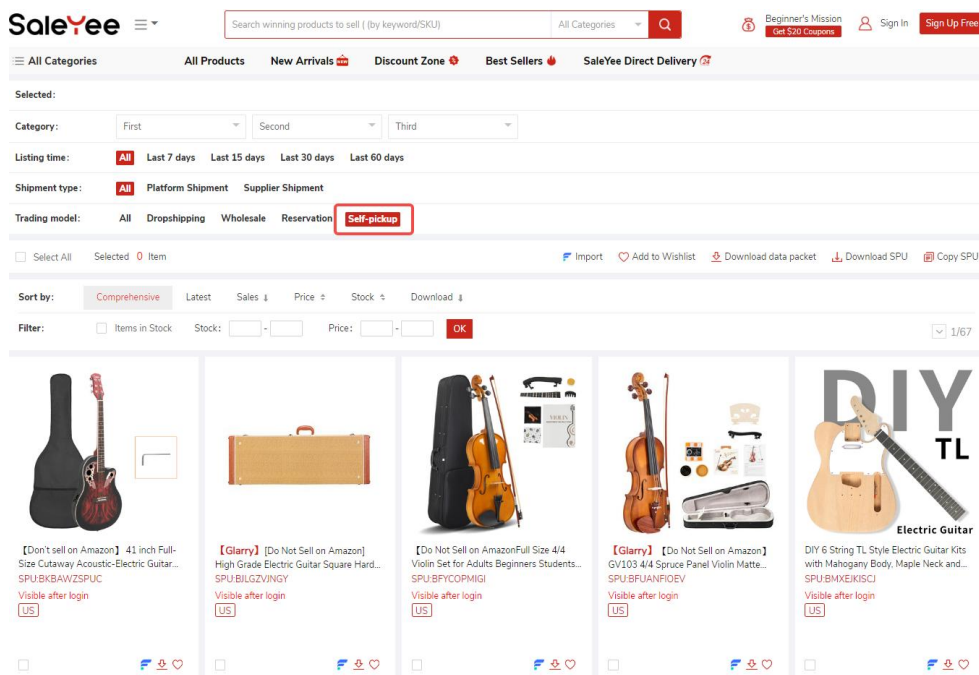 SaleYee
Search winning products to sell ( (by keyword/SKU)
All Categories
Beginner's Mission
Get $20 Coupons
Sign In
Sign Up Free
All Categories
All Products
New Arrivals NEW
Discount Zone
Best Sellers
SaleYee Direct Delivery 24
Selected:
Category: First Second Third
Listing time: All Last 7 days Last 15 days Last 30 days Last 60 days
Shipment type: All Platform Shipment Supplier Shipment
Trading model: All Dropshipping Wholesale Reservation Self-pickup
Select All Selected 0 Item Import Add to Wishlist Download data packet Download SPU Copy SPU
Sort by: Comprehensive Latest Sales Price Stock Download
Filter: Items in Stock Stock: - Price: - OK 1/67
【Don't sell on Amazon】 41 inch Full-
Size Cutaway Acoustic-Electric Guitar...
SPU:BKBAWZSPUC
Visible after login
US
【Glarry】[Do Not Sell on Amazon]
High Grade Electric Guitar Square Hard...
SPU:BJLGZVJNGY
Visible after login
US
VIOLIN
【Do Not Sell on AmazonFull Size 4/4
Violin Set for Adults Beginners Students...
SPU:BFYCOPMIGI
Visible after login
US
【Glarry】【Do Not Sell on Amazon】
GV103 4/4 Spruce Panel Violin Matte...
SPU:BFUANFIOEV
Visible after login
US
DIY
TL
Electric Guitar
DIY 6 String TL Style Electric Guitar Kits
with Mahogany Body, Maple Neck and...
SPU:BMXEJKISCJ
Visible after login
US